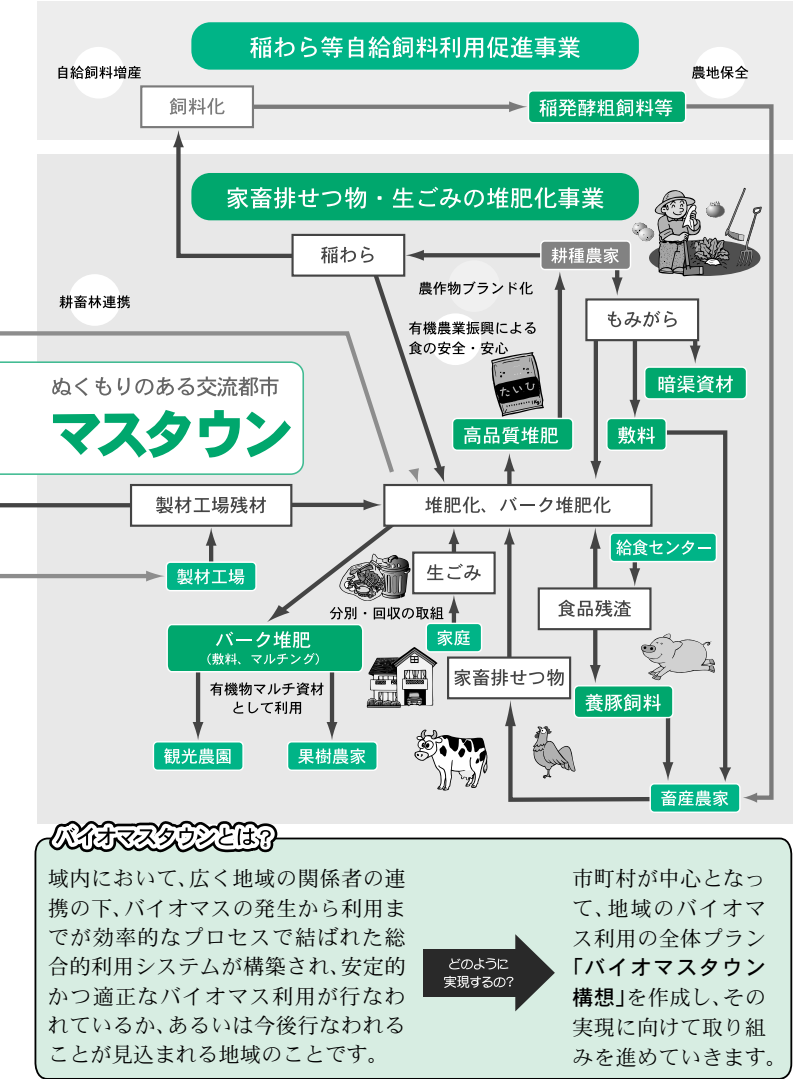 稲わら等自給飼料利用促進事業
自給飼料増産
農地保全
飼料化
稲発酵粗飼料等
家畜排せつ物・生ごみの堆肥化事業
稲わら
耕種農家
農作物ブランド化
耕畜林連携
もみがら
有機農業振興による
食の安全・安心
たいひ
1Kg
暗渠資材
ぬくもりのある交流都市
マスタウン
高品質堆肥
敷料
製材工場残材
堆肥化、バーク堆肥化
給食センター
製材工場
生ごみ
食品残渣
分別・回収の取組
家庭
バーク堆肥
（敷料、マルチング）
家畜排せつ物
有機物マルチ資材
として利用
養豚飼料
観光農園
果樹農家
畜産農家
バイオマスタウンとは？
域内において、広く地域の関係者の連
携の下、バイオマスの発生から利用ま
でが効率的なプロセスで結ばれた総
合的利用システムが構築され、安定的
かつ適正なバイオマス利用が行なわ
れているか、あるいは今後行なわれる
ことが見込まれる地域のことです。
どのように
実現するの？
市町村が中心となっ
て、地域のバイオマ
ス利用の全体プラン
「バイオマスタウン
構想」を作成し、その
実現に向けて取り組
みを進めていきます。